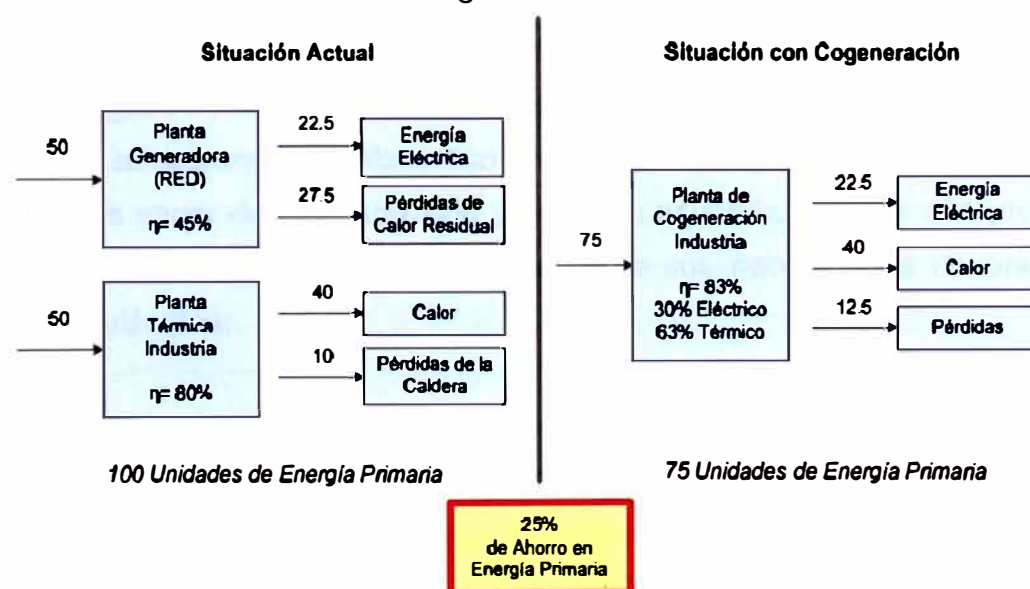 Situación Actual
50
Planta
Generadora
(RED)
η= 45%
22.5
Energía
Eléctrica
27.5
Pérdidas de
Calor Residual
50
Planta
Térmica
Industria
η= 80%
40
Calor
10
Pérdidas de la
Caldera
100 Unidades de Energía Primaria
Situación con Cogeneración
75
Planta de
Cogeneración
Industria
η= 83%
30% Eléctrico
63% Térmico
22.5
Energía
Eléctrica
40
Calor
12.5
Pérdidas
75 Unidades de Energía Primaria
25%
de Ahorro en
Energía Primaria